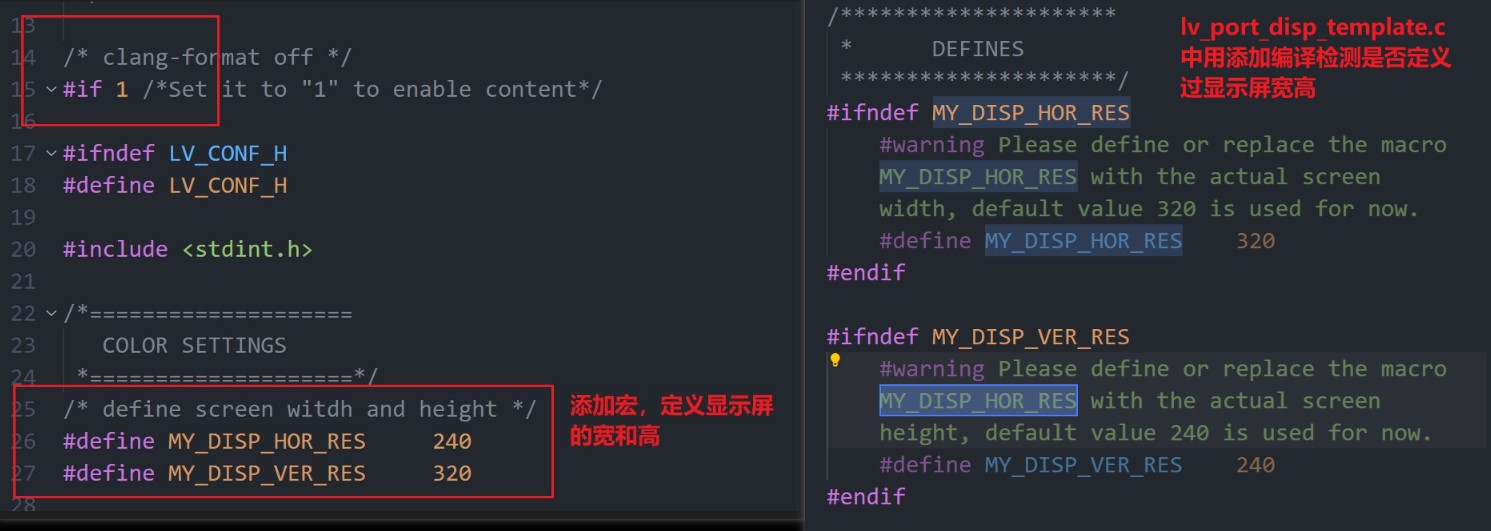 13
14 /* clang-format off */
15 #if 1 /*Set it to "1" to enable content*/
16
17 #ifndef LV_CONF_H
18 #define LV_CONF_H
19
20 #include <stdint.h>
21
22 /*====================
23 COLOR SETTINGS
24 *====================*/
25 /* define screen witdh and height */
26 #define MY_DISP_HOR_RES 240
27 #define MY_DISP_VER_RES 320
28
添加宏，定义显示屏
的宽和高
/*********************
* DEFINES
*********************/
#ifndef MY_DISP_HOR_RES
#warning Please define or replace the macro
MY_DISP_HOR_RES with the actual screen
width, default value 320 is used for now.
#define MY_DISP_HOR_RES 320
#endif
#ifndef MY_DISP_VER_RES
#warning Please define or replace the macro
MY_DISP_HOR_RES with the actual screen
height, default value 240 is used for now.
#define MY_DISP_VER_RES 240
#endif
lv_port_disp_template.c
中用添加编译检测是否定义
过显示屏宽高